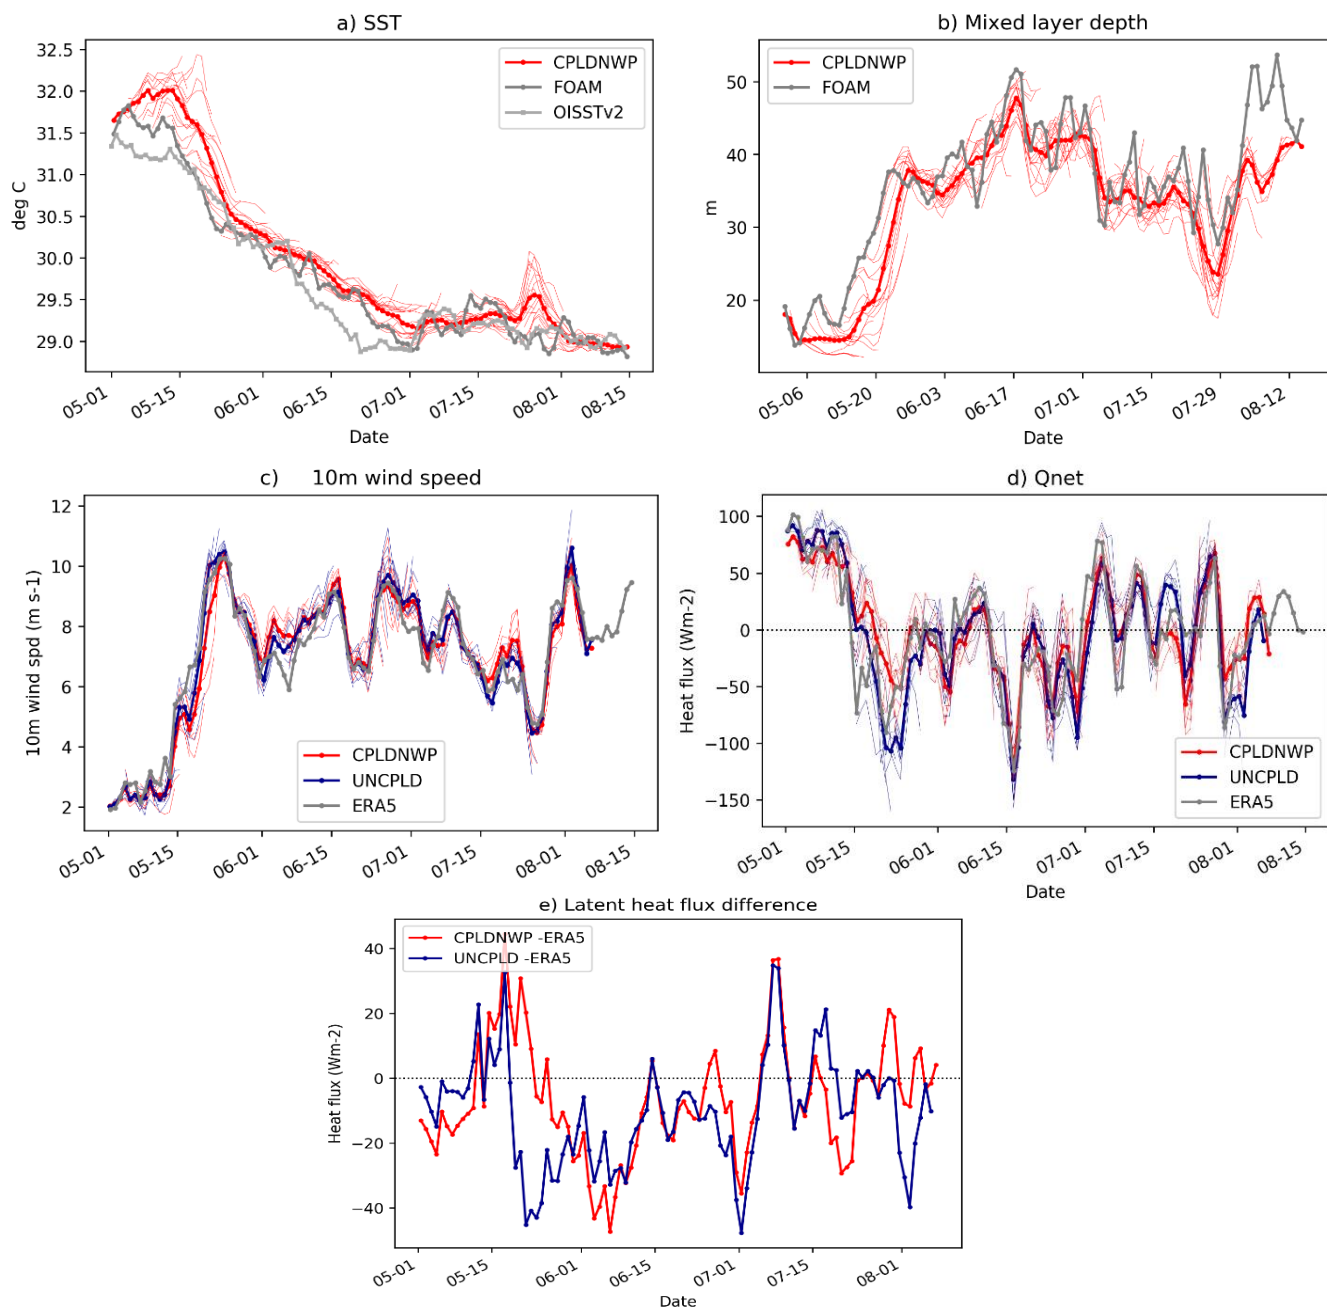 a) SST
32.5
32.0
31.5
31.0
30.5
30.0
29.5
29.0
deg C
CPLDNWP
FOAM
OISSTv2
05-01
05-15
06-01
06-15
07-01
07-15
08-01
08-15
Date
b) Mixed layer depth
50
40
30
20
m
CPLDNWP
FOAM
05-06
05-20
06-03
06-17
07-01
07-15
07-29
08-12
Date
c) 10m wind speed
12
10
8
6
4
2
10m wind spd (m s-1)
CPLDNWP
UNCPLD
ERA5
05-01
05-15
06-01
06-15
07-01
07-15
08-01
08-15
d) Qnet
100
50
0
−50
−100
−150
Heat flux (Wm-2)
CPLDNWP
UNCPLD
ERA5
05-01
05-15
06-01
06-15
07-01
07-15
08-01
08-15
Date
e) Latent heat flux difference
40
20
0
−20
−40
Heat flux (Wm-2)
CPLDNWP -ERA5
UNCPLD -ERA5
05-01
05-15
06-01
06-15
07-01
07-15
08-01
Date